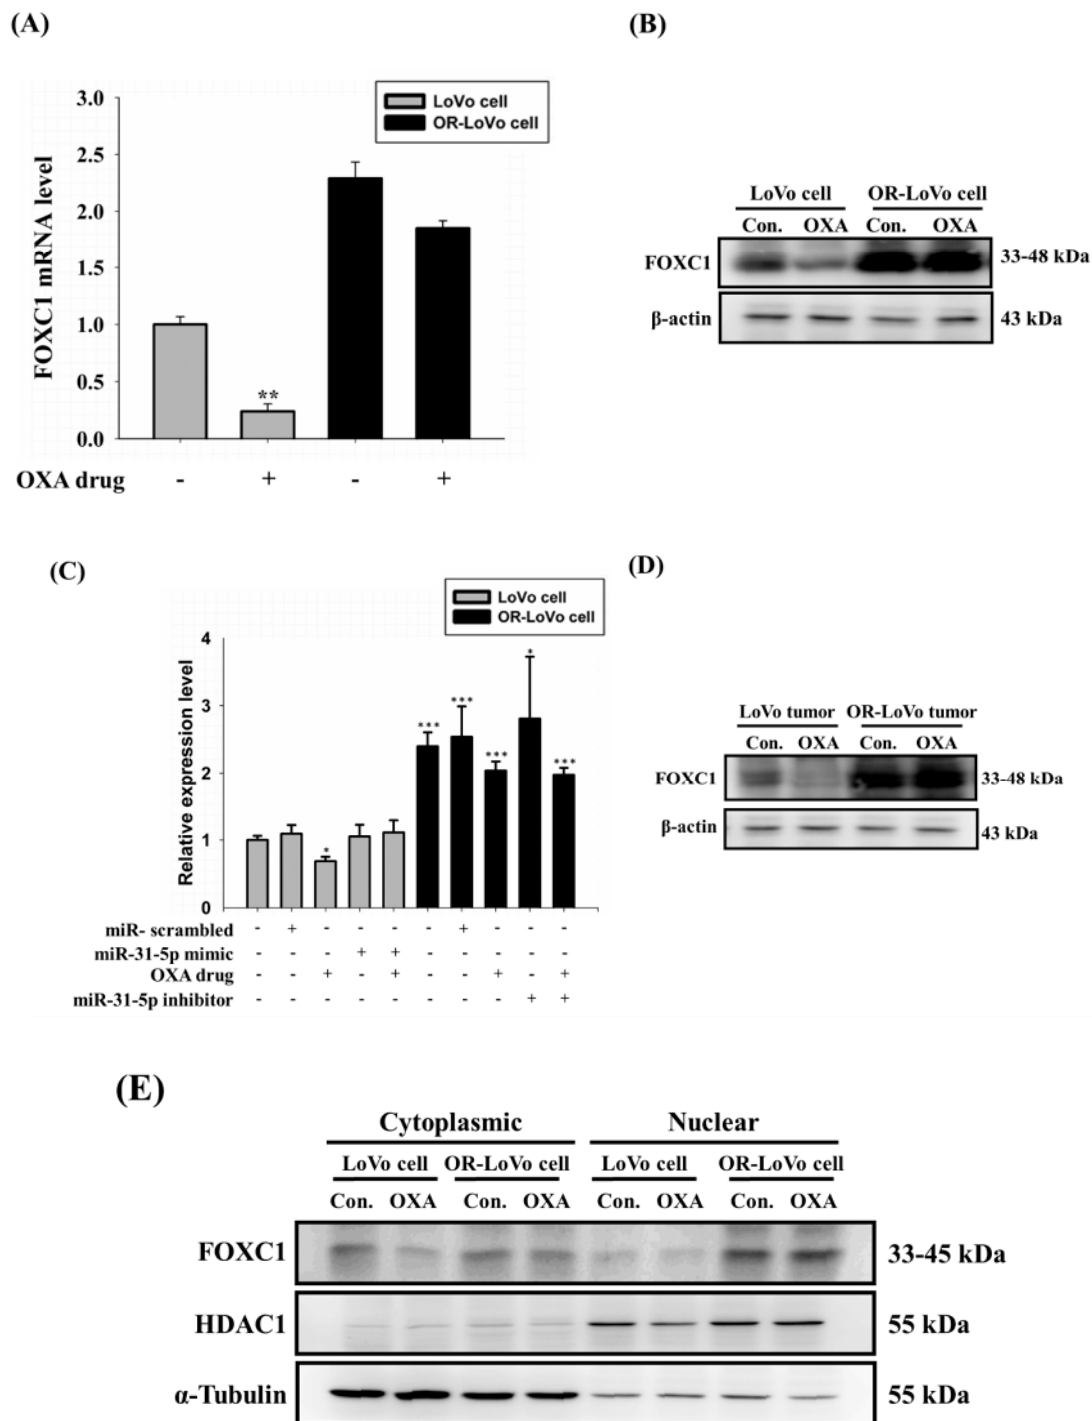 (A)
LoVo cell
OR-LoVo cell
FOXC1 mRNA level
3.0
2.5
2.0
1.5
1.0
0.5
0.0
**
OXA drug - + - +
(B)
LoVo cell OR-LoVo cell
Con. OXA Con. OXA
FOXC1 33-48 kDa
β-actin 43 kDa
(C)
LoVo cell
OR-LoVo cell
Relative expression level
4
3
2
1
0
* *** *** *** * ***
miR- scrambled - + - - - - + - - -
miR-31-5p mimic - - - + + - - - - -
OXA drug - - + - + - - + - +
miR-31-5p inhibitor - - - - - - - - + +
(D)
LoVo tumor OR-LoVo tumor
Con. OXA Con. OXA
FOXC1 33-48 kDa
β-actin 43 kDa
(E)
Cytoplasmic Nuclear
LoVo cell OR-LoVo cell LoVo cell OR-LoVo cell
Con. OXA Con. OXA Con. OXA Con. OXA
FOXC1 33-45 kDa
HDAC1 55 kDa
α-Tubulin 55 kDa